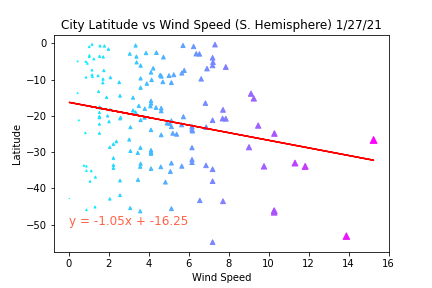 City Latitude vs Wind Speed (S. Hemisphere) 1/27/21
0
−10
−20
−30
−40
−50
Latitude
y = -1.05x + -16.25
0 2 4 6 8 10 12 14 16
Wind Speed